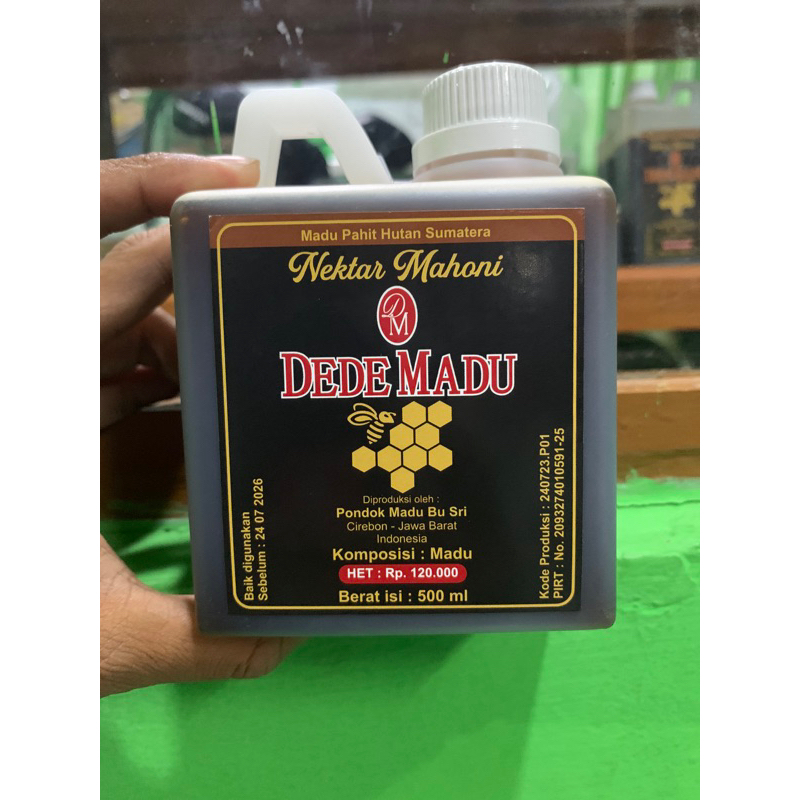 Madu Pahit Hutan Sumatera
Nektar Mahoni
DM
DEDE MADU
Diproduksi oleh :
Pondok Madu Bu Sri
Cirebon - Jawa Barat
Indonesia
Komposisi : Madu
HET : Rp. 120.000
Berat isi : 500 ml
Baik digunakan
Sebelum : 24 07 2026
Kode Produksi : 240723.P01
PIRT : No. 2093274010591-25